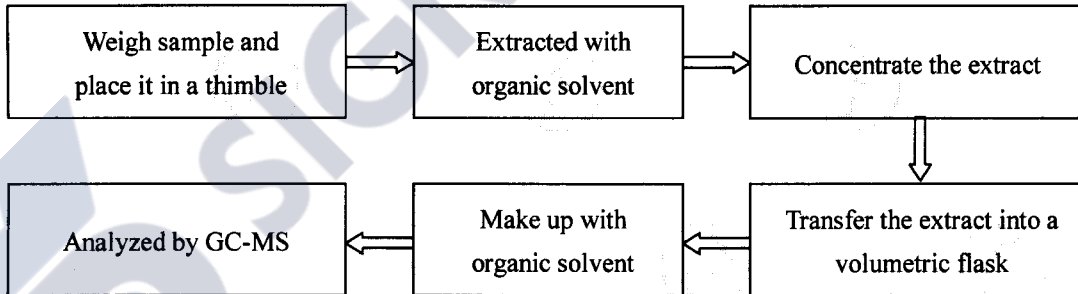 Weigh sample and
place it in a thimble
Extracted with
organic solvent
Concentrate the extract
Transfer the extract into a
volumetric flask
Make up with
organic solvent
Analyzed by GC-MS